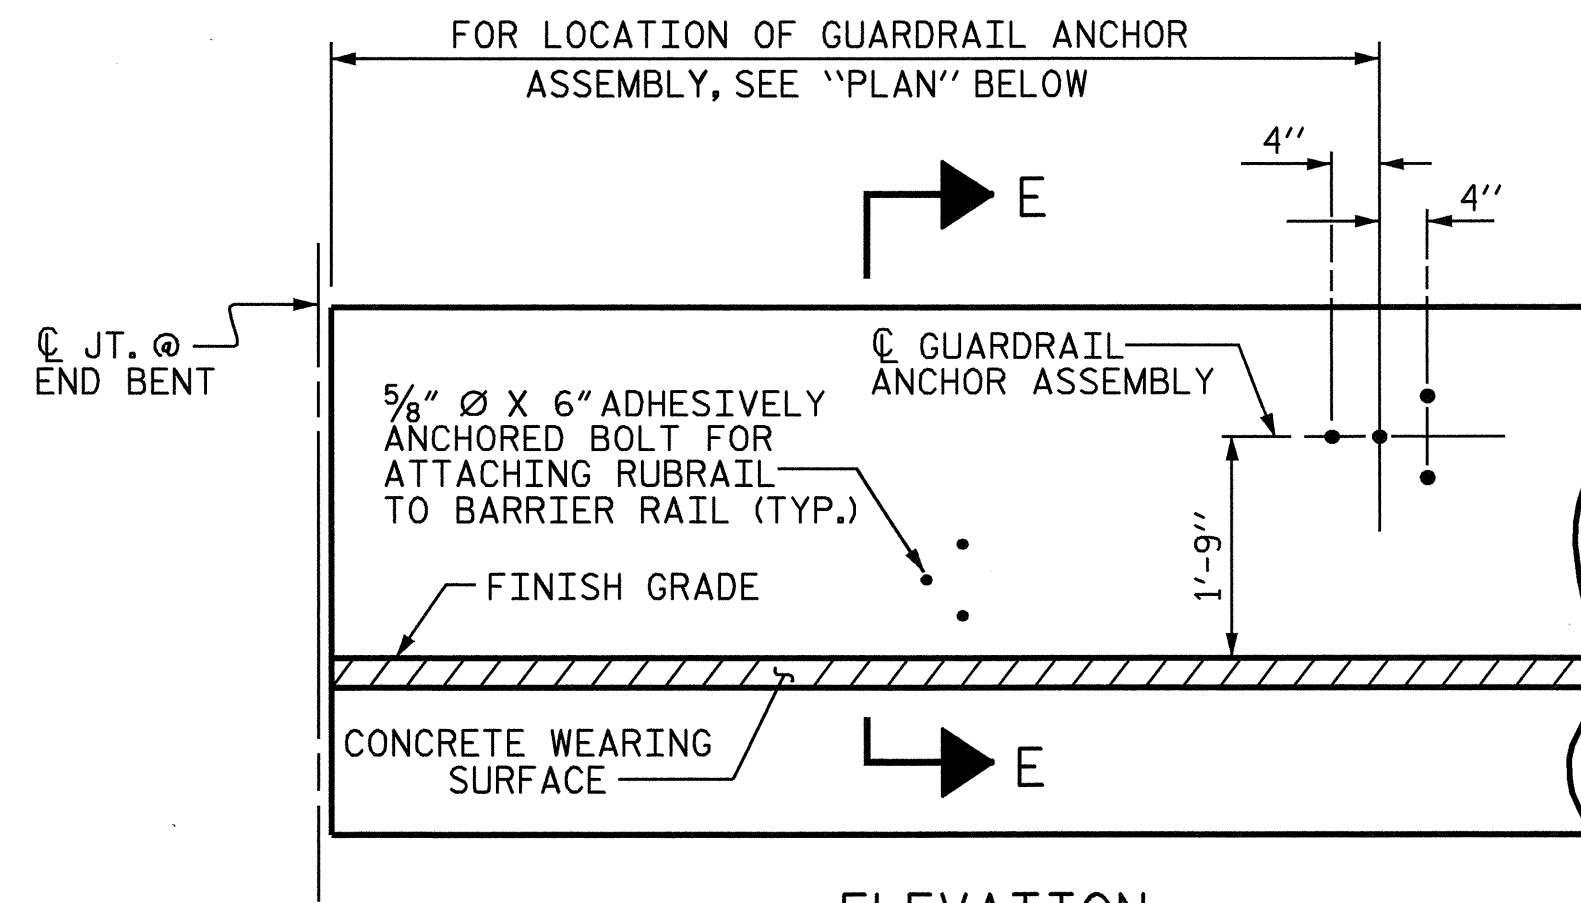 FOR LOCATION OF GUARDRAIL ANCHOR
ASSEMBLY, SEE "PLAN" BELOW
4"
E
4"
℄ JT. @
END BENT
℄ GUARDRAIL
ANCHOR ASSEMBLY
5/8" Ø X 6" ADHESIVELY
ANCHORED BOLT FOR
ATTACHING RUBRAIL
TO BARRIER RAIL (TYP.)
1'-9"
FINISH GRADE
CONCRETE WEARING
SURFACE
E
ELEVATION